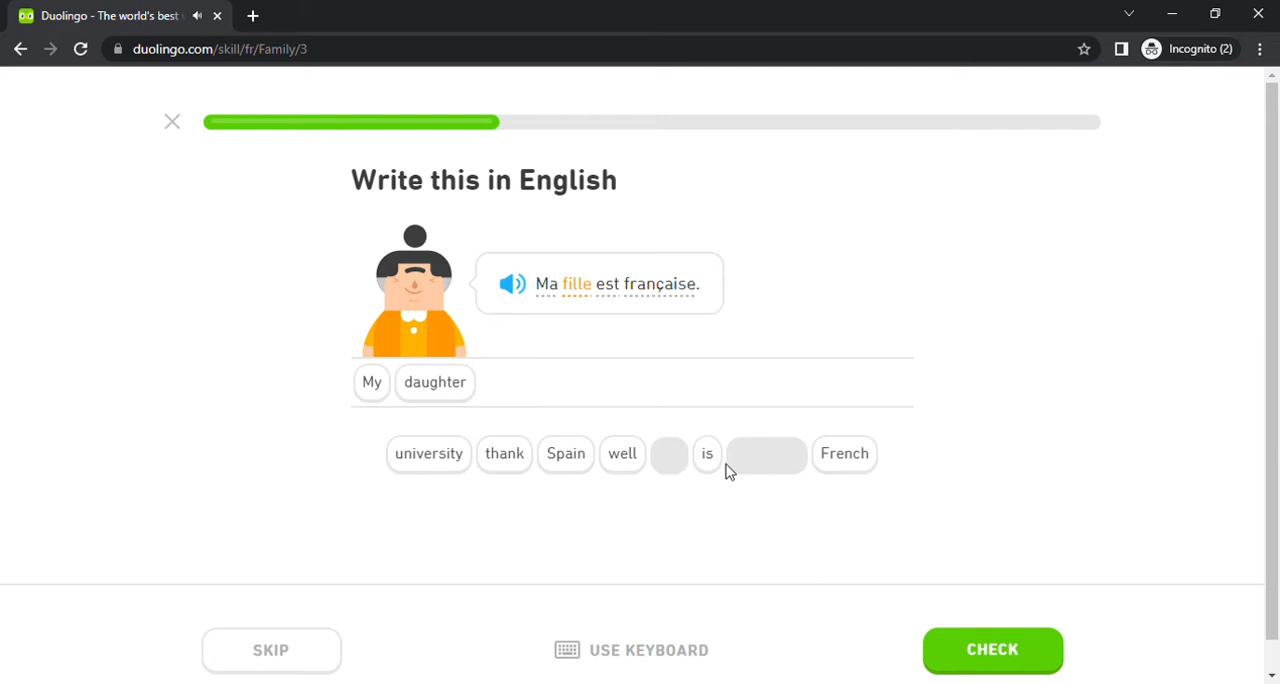 Duolingo - The world's best
duolingo.com/skill/fr/Family/3
Incognito (2)
Write this in English
Ma fille est française.
My daughter
university thank Spain well is French
SKIP
USE KEYBOARD
CHECK